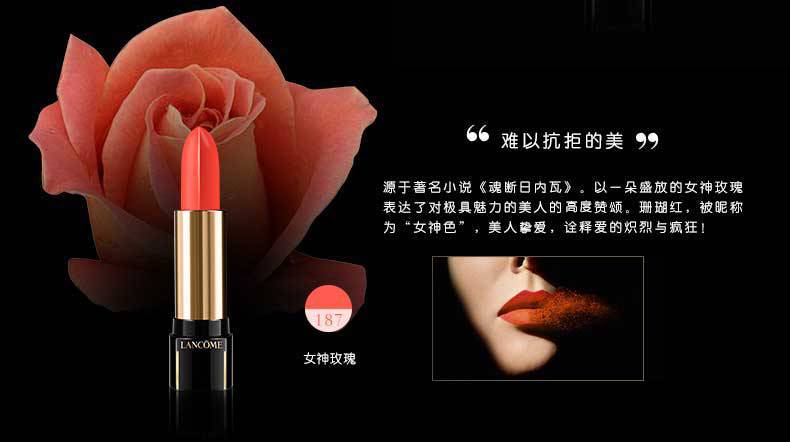 “ 难以抗拒的美 ”
源于著名小说《魂断日内瓦》。以一朵盛放的女神玫瑰
表达了对极具魅力的美人的高度赞颂。珊瑚红，被昵称
为“女神色”，美人挚爱，诠释爱的炽烈与疯狂！
187
LANCÔME
女神玫瑰